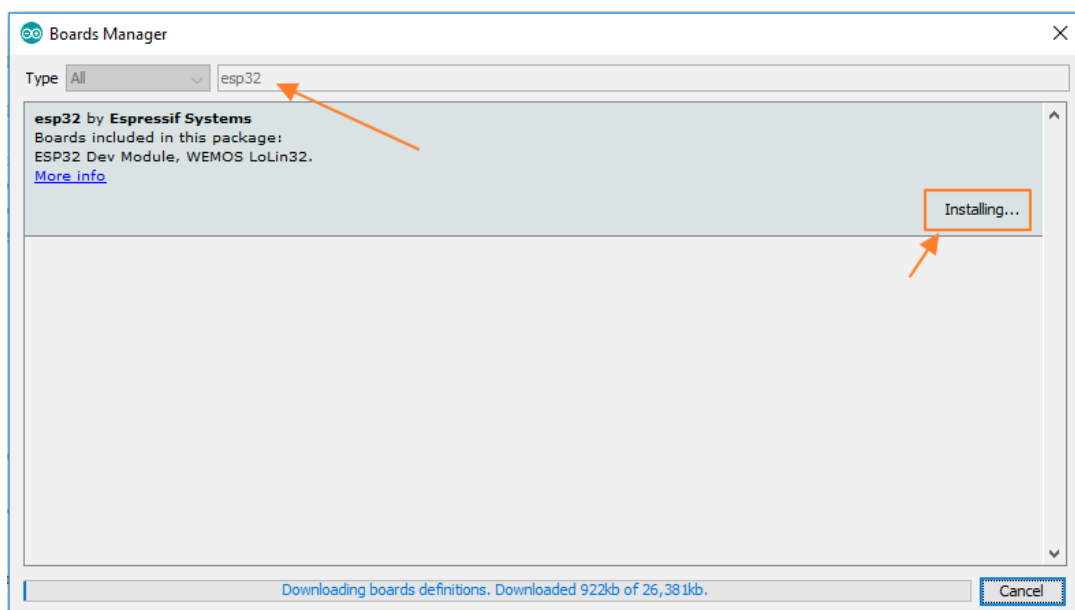 Boards Manager
Type All esp32
esp32 by Espressif Systems
Boards included in this package:
ESP32 Dev Module, WEMOS LoLin32.
More info
Installing...
Downloading boards definitions. Downloaded 922kb of 26,381kb.
Cancel